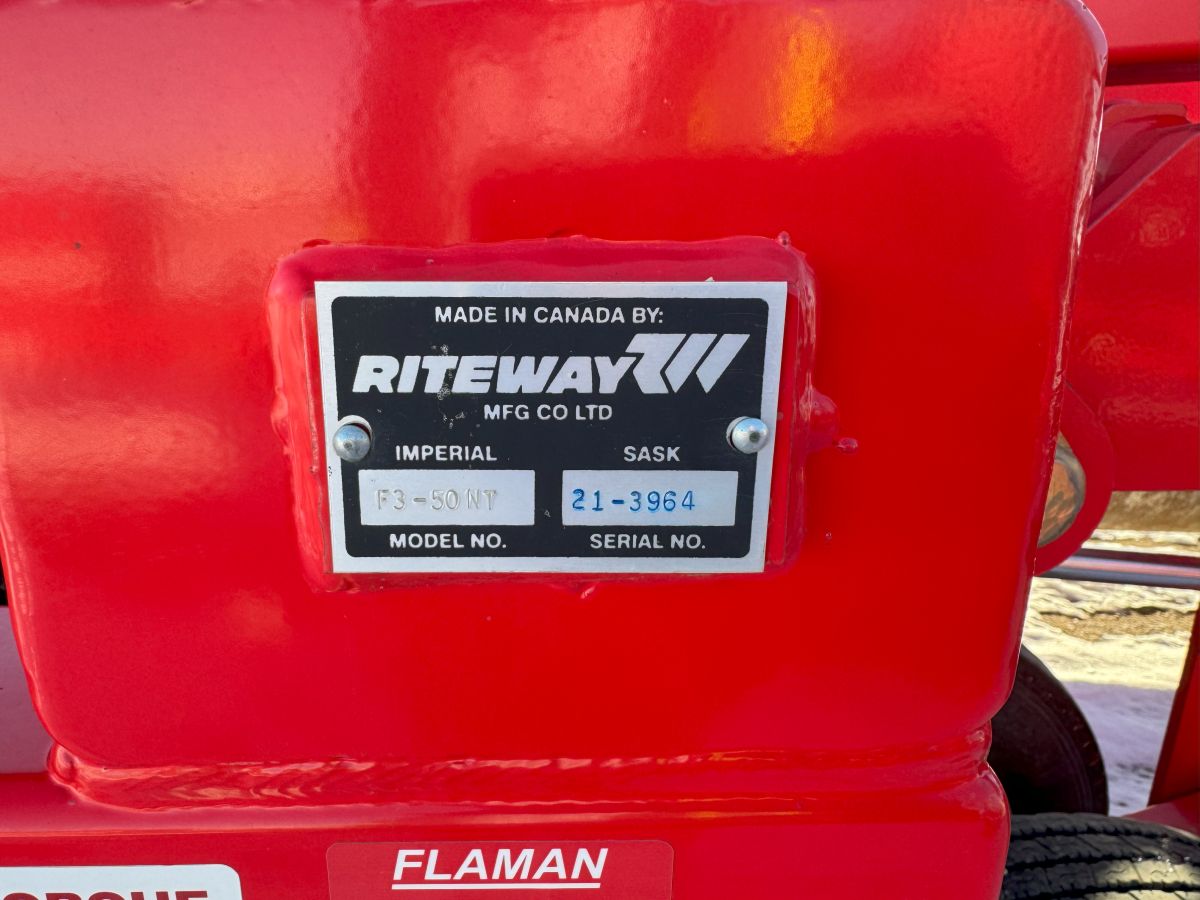 MADE IN CANADA BY:
RITEWAY
MFG CO LTD
IMPERIAL SASK
F3-50NT 21-3964
MODEL NO. SERIAL NO.
FLAMAN